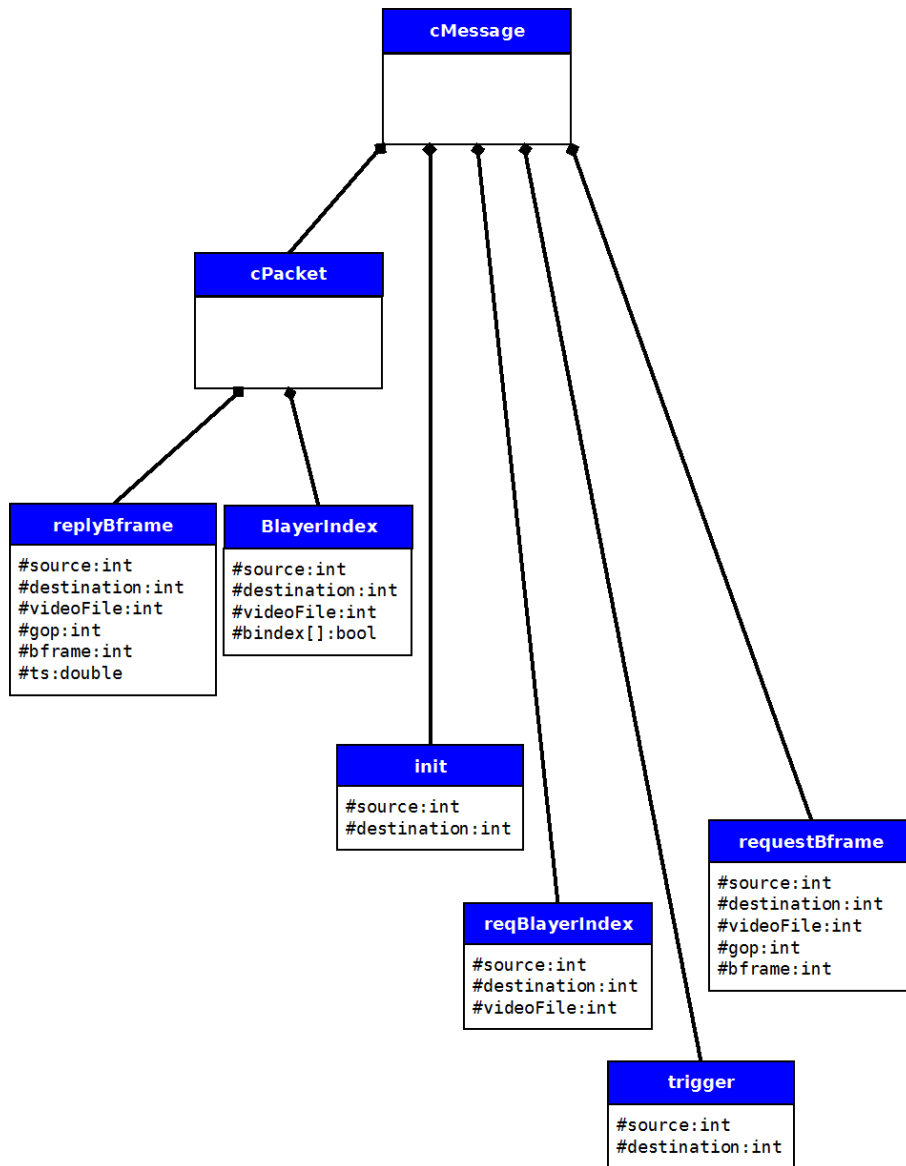 cMessage
cPacket
replyBframe
#source:int
#destination:int
#videoFile:int
#gop:int
#bframe:int
#ts:double
BlayerIndex
#source:int
#destination:int
#videoFile:int
#bindex[]:bool
init
#source:int
#destination:int
requestBframe
#source:int
#destination:int
#videoFile:int
#gop:int
#bframe:int
reqBlayerIndex
#source:int
#destination:int
#videoFile:int
trigger
#source:int
#destination:int